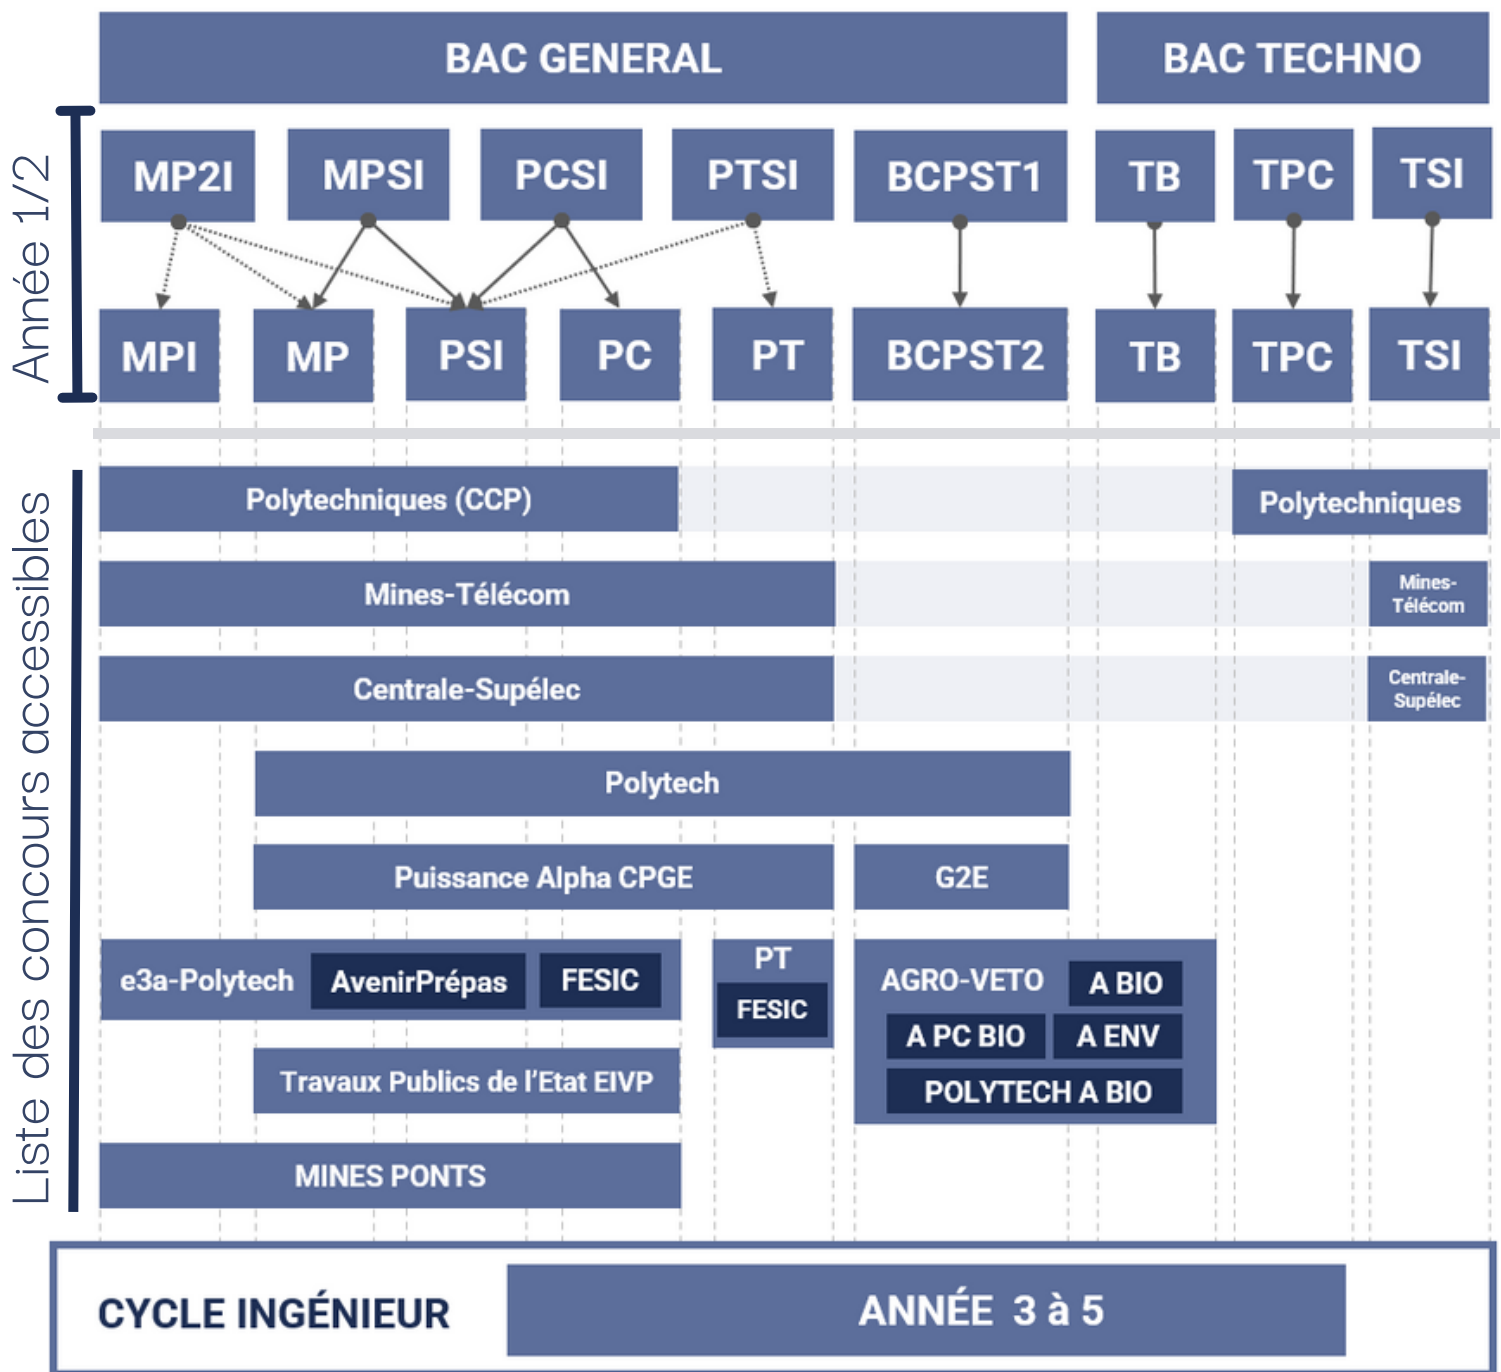 BAC GENERAL
BAC TECHNO
Année 1/2
MP2I
MPSI
PCSI
PTSI
BCPST1
TB
TPC
TSI
MPI
MP
PSI
PC
PT
BCPST2
TB
TPC
TSI
Liste des concours accessibles
Polytechniques (CCP)
Polytechniques
Mines-Télécom
Mines-
Télécom
Centrale-Supélec
Centrale-
Supélec
Polytech
Puissance Alpha CPGE
G2E
e3a-Polytech
AvenirPrépas
FESIC
PT
FESIC
AGRO-VETO
A BIO
A PC BIO
A ENV
POLYTECH A BIO
Travaux Publics de l'Etat EIVP
MINES PONTS
CYCLE INGÉNIEUR
ANNÉE 3 à 5